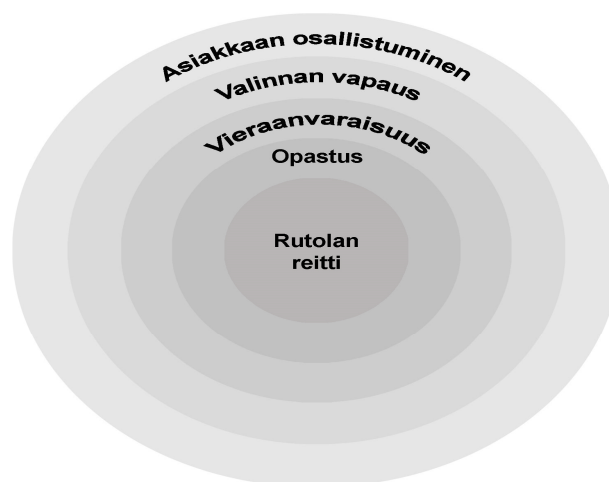 Asiakkaan osallistuminen
Valinnan vapaus
Vieraanvaraisuus
Opastus
Rutolan
reitti